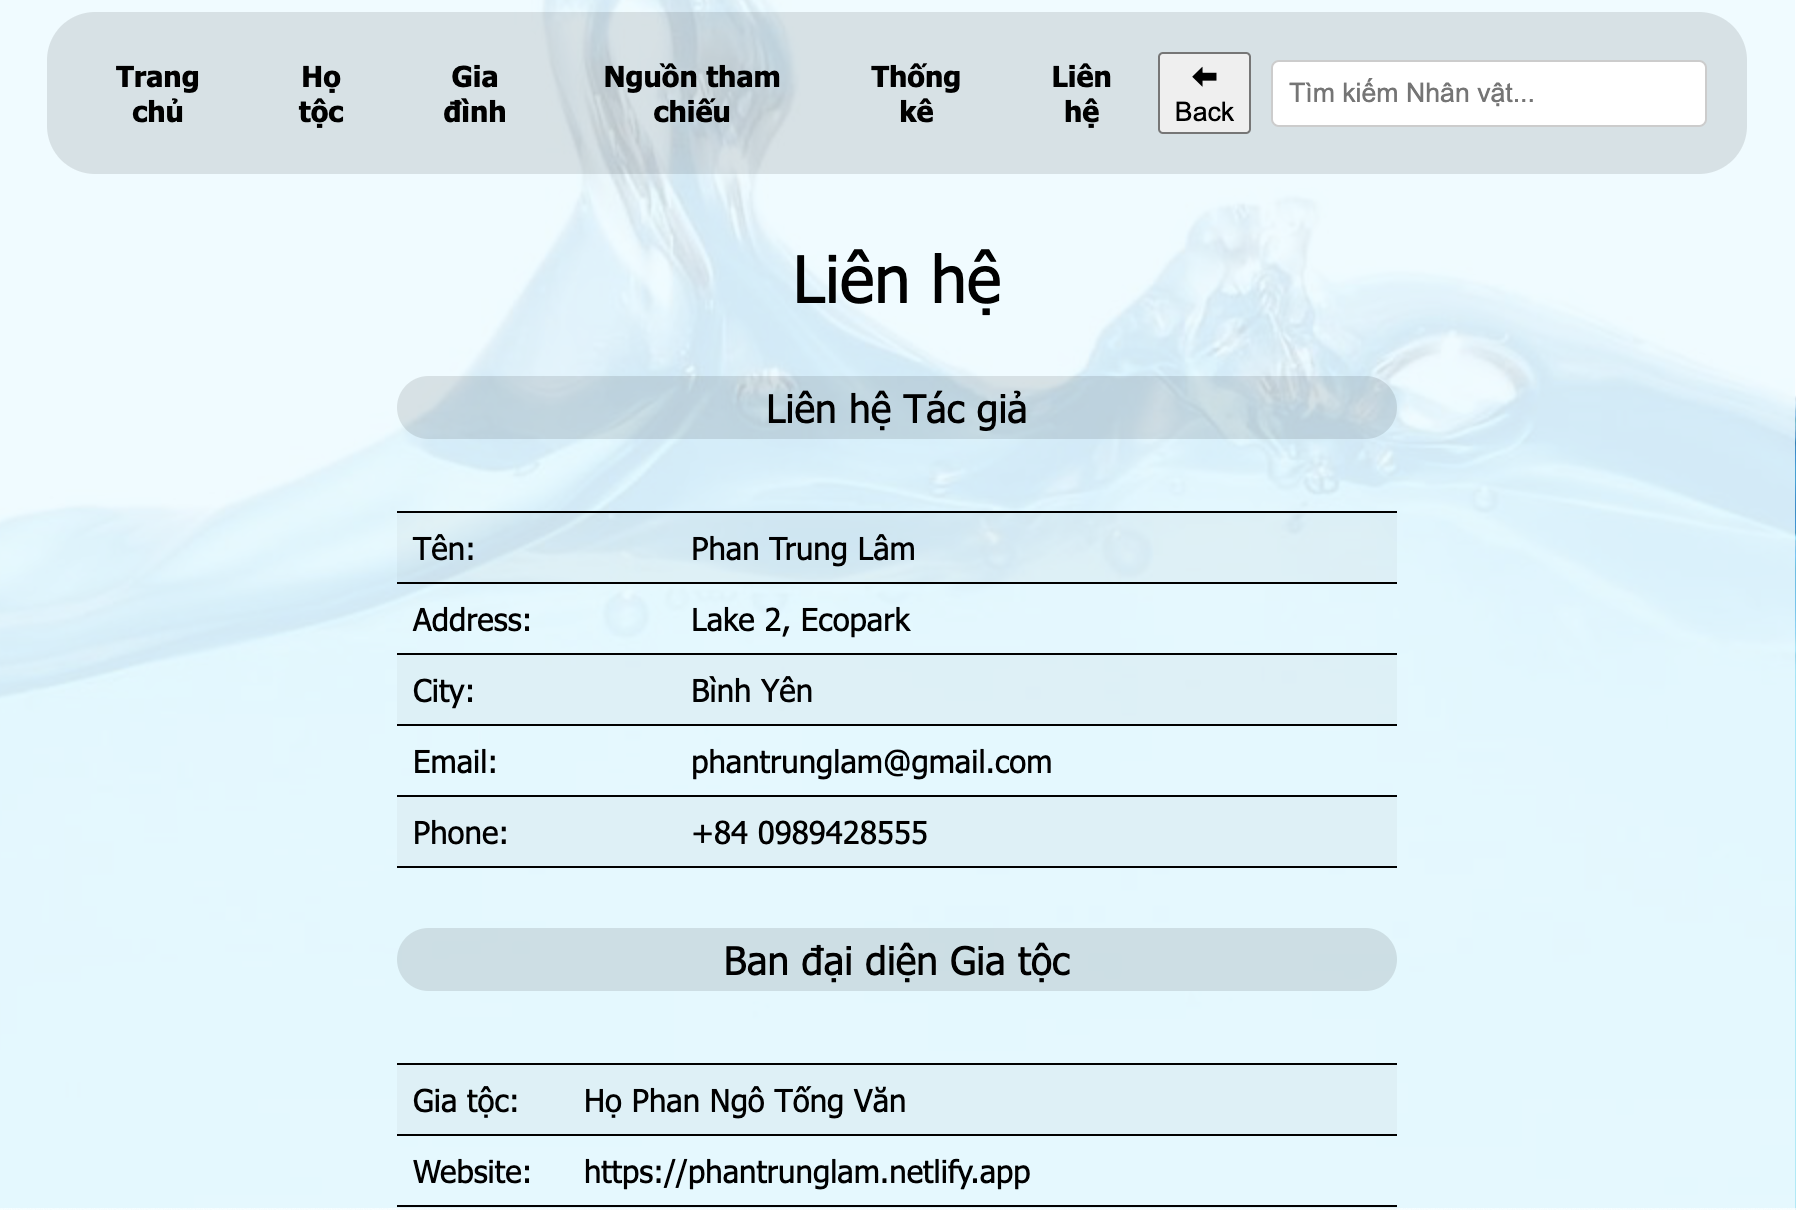 Trang chủ
Họ tộc
Gia đình
Nguồn tham chiếu
Thống kê
Liên hệ
⬅ Back
Tìm kiếm Nhân vật...
Liên hệ
Liên hệ Tác giả
Tên: Phan Trung Lâm
Address: Lake 2, Ecopark
City: Bình Yên
Email: phantrunglam@gmail.com
Phone: +84 0989428555
Ban đại diện Gia tộc
Gia tộc: Họ Phan Ngô Tống Văn
Website: https://phantrunglam.netlify.app